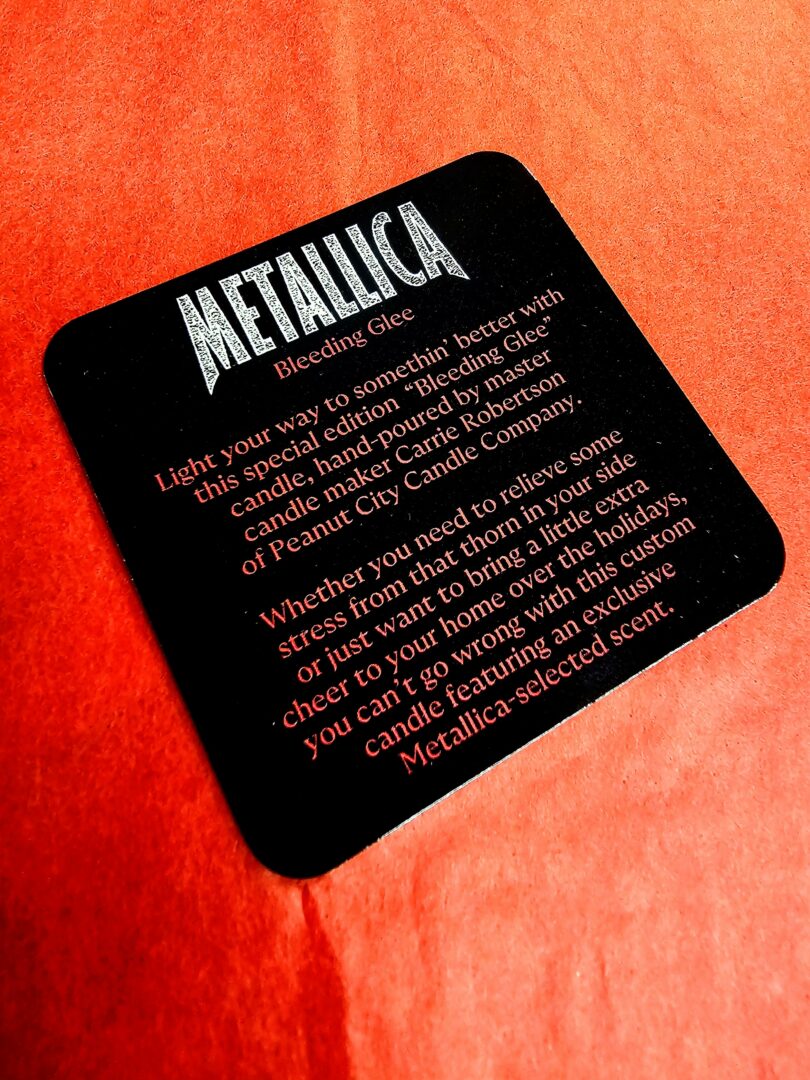 METALLICA
Bleeding Glee
Light your way to somethin' better with
this special edition “Bleeding Glee”
candle, hand-poured by master
candle maker Carrie Robertson
of Peanut City Candle Company.
Whether you need to relieve some
stress from that thorn in your side
or just want to bring a little extra
cheer to your home over the holidays,
you can't go wrong with this custom
candle featuring an exclusive
Metallica-selected scent.